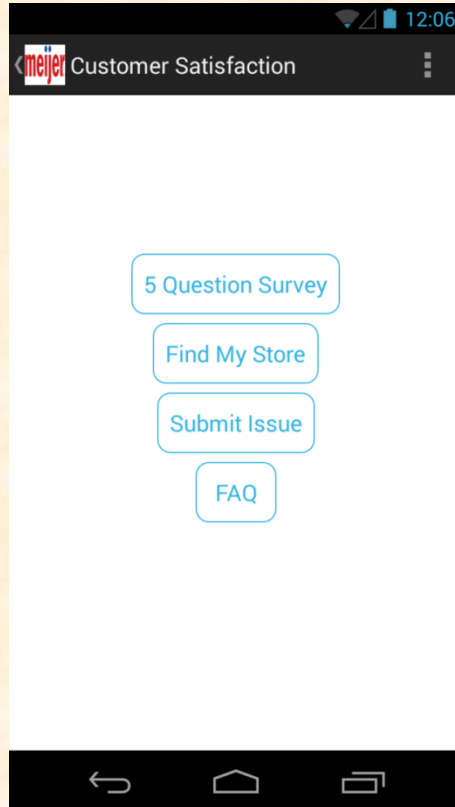 12:06
meijer Customer Satisfaction
5 Question Survey
Find My Store
Submit Issue
FAQ